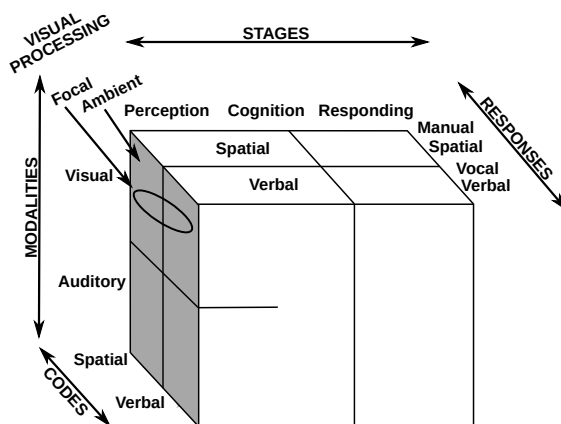 VISUAL
PROCESSING
STAGES
Focal
Ambient
Perception Cognition Responding
RESPONSES
Manual
Spatial
Spatial
Vocal
Verbal
Visual
Verbal
MODALITIES
Auditory
Spatial
CODES
Verbal